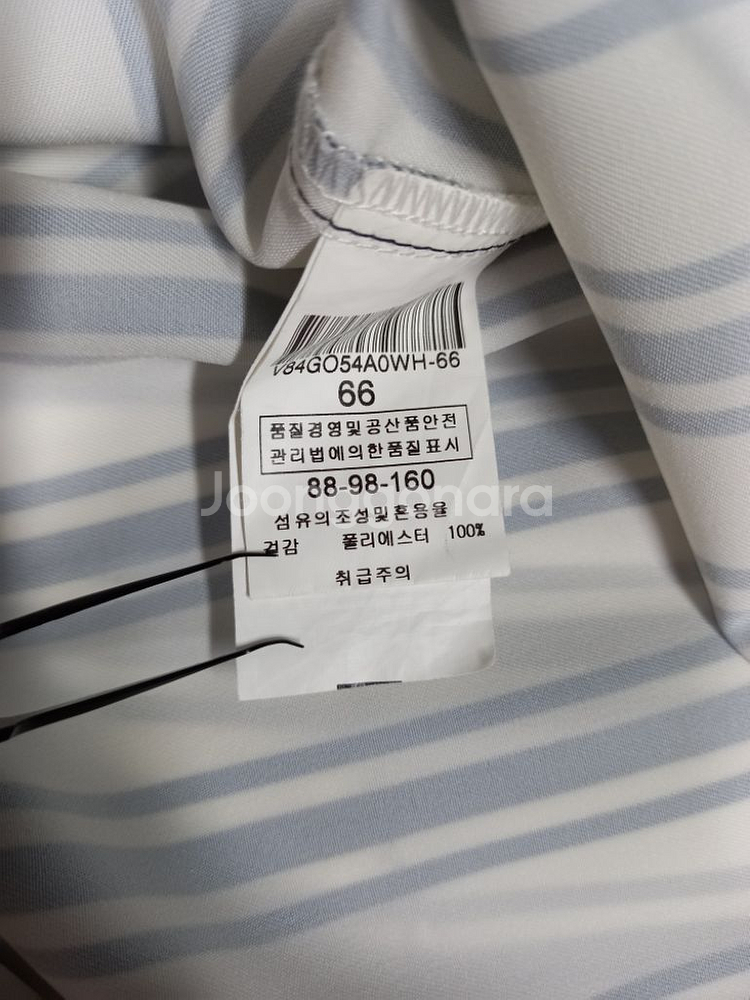 V84GO54A0WH-66
66
품질경영및공산품안전
관리법에의한품질표시
88-98-160
Joonggonara
섬유의조성및혼용율
겉감 폴리에스터 100%
취급주의